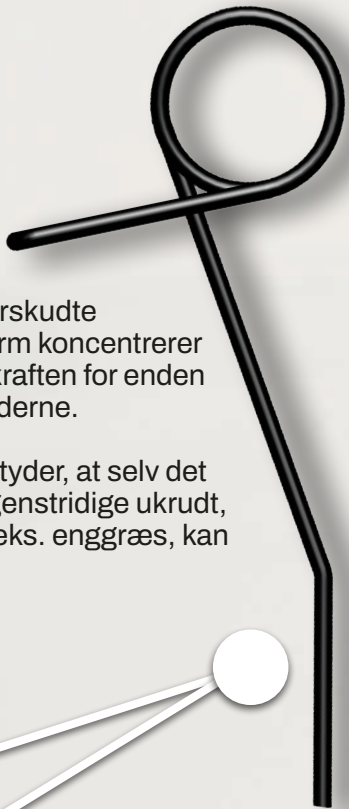 rskudte
rm koncentrerer
kraften for enden
derne.
tyder, at selv det
genstridige ukrudt,
eks. enggræs, kan